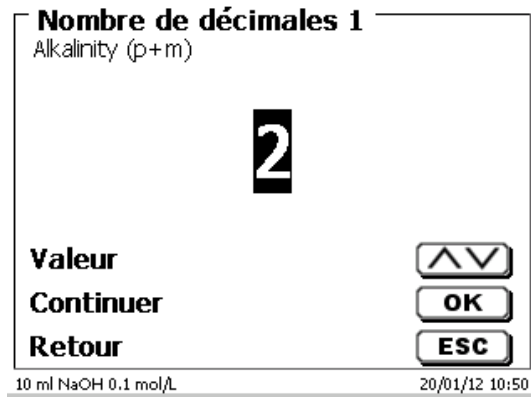 Nombre de décimales 1
Alkalinity (p+m)
2
Valeur
Continuer OK
Retour ESC
10 ml NaOH 0.1 mol/L 20/01/12 10:50